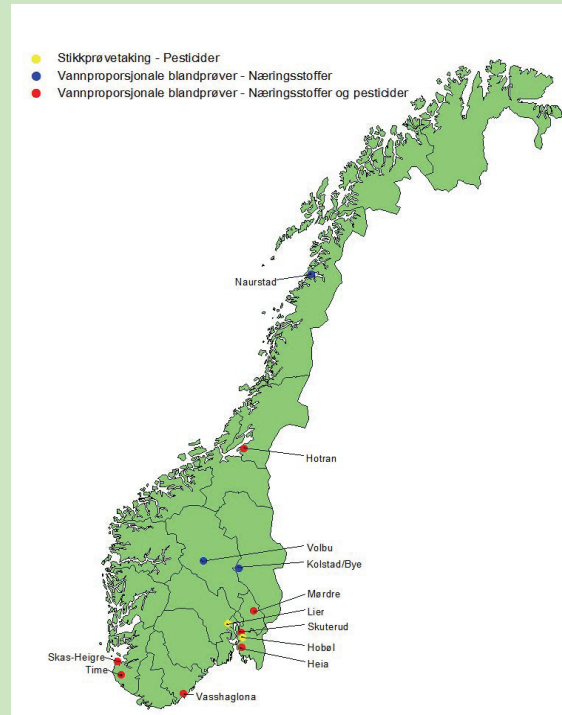 Stikkprøvetaking - Pesticider
Vannproporsjonale blandprøver - Næringsstoffer
Vannproporsjonale blandprøver - Næringsstoffer og pesticider
Naurstad
Hotran
Volbu
Kolstad/Bye
Mørdre
Lier
Skuterud
Hobøl
Heia
Skas-Heigre
Time
Vasshaglona